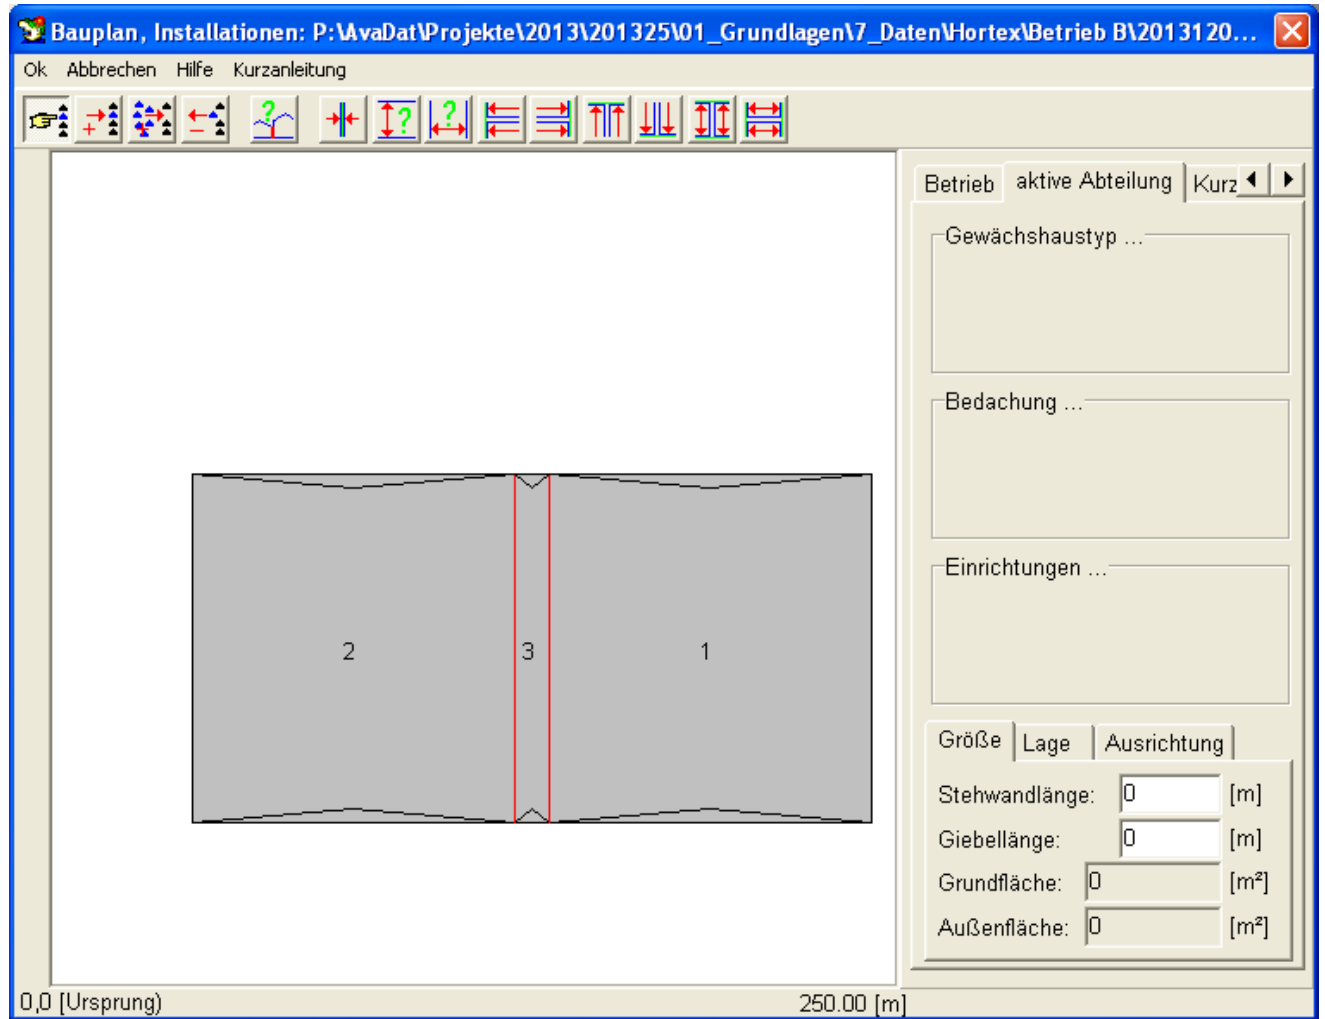 Bauplan, Installationen: P:\AvaDat\Projekte\2013\201325\01_Grundlagen\7_Daten\Hortex\Betrieb B\2013120...
Ok Abbrechen Hilfe Kurzanleitung
Betrieb aktive Abteilung Kurz
Gewächshaustyp ...
Bedachung ...
Einrichtungen ...
2 3 1
Größe Lage Ausrichtung
Stehwandlänge: 0 [m]
Giebellänge: 0 [m]
Grundfläche: 0 [m²]
Außenfläche: 0 [m²]
0,0 [Ursprung) 250.00 [m]